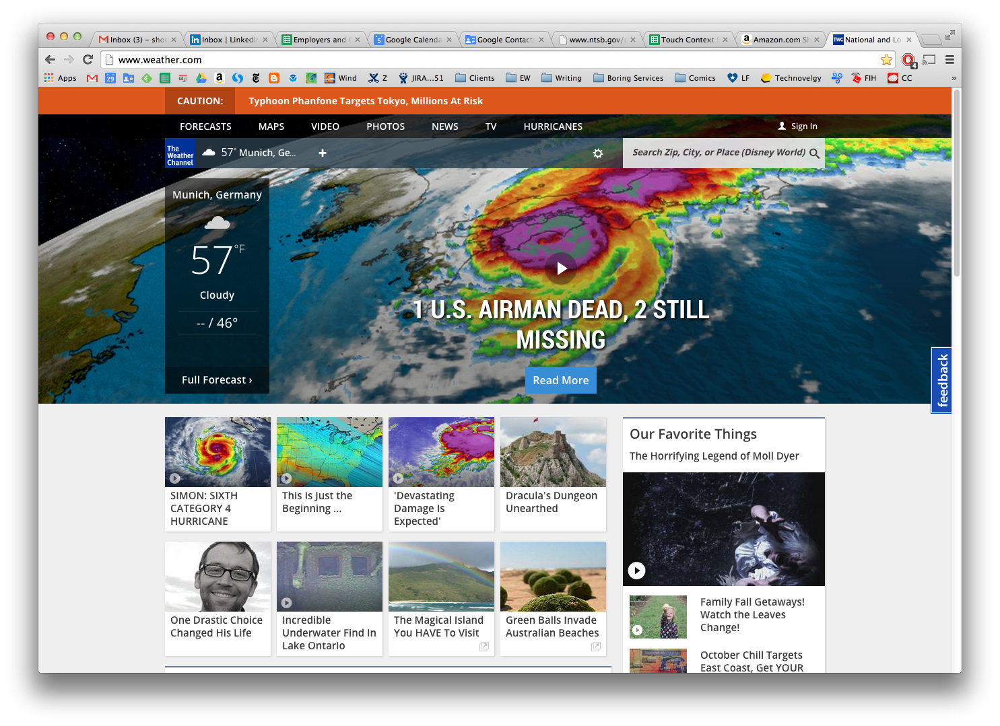 Inbox (3) – sho
Inbox | LinkedIn
Employers and
Google Calenda
Google Contact
www.ntsb.gov/
Touch Context
Amazon.com
TWC National and Lo
www.weather.com
4
Apps
29
Wind
Z
JIRA...51
Clients
EW
Writing
Boring Services
Comics
LF
Technovelgy
FIH
CC
»
CAUTION:
Typhoon Phanfone Targets Tokyo, Millions At Risk
FORECASTS
MAPS
VIDEO
PHOTOS
NEWS
TV
HURRICANES
Sign In
The
Weather
Channel
57° Munich, Ge...
Search Zip, City, or Place (Disney World)
Munich, Germany
57°F
Cloudy
-- / 46°
Full Forecast ›
1 U.S. AIRMAN DEAD, 2 STILL
MISSING
Read More
feedback
SIMON: SIXTH
CATEGORY 4
HURRICANE
This Is Just the
Beginning ...
'Devastating
Damage Is
Expected'
Dracula's Dungeon
Unearthed
One Drastic Choice
Changed His Life
Incredible
Underwater Find In
Lake Ontario
The Magical Island
You HAVE To Visit
Green Balls Invade
Australian Beaches
Our Favorite Things
The Horrifying Legend of Moll Dyer
Family Fall Getaways!
Watch the Leaves
Change!
October Chill Targets
East Coast, Get YOUR